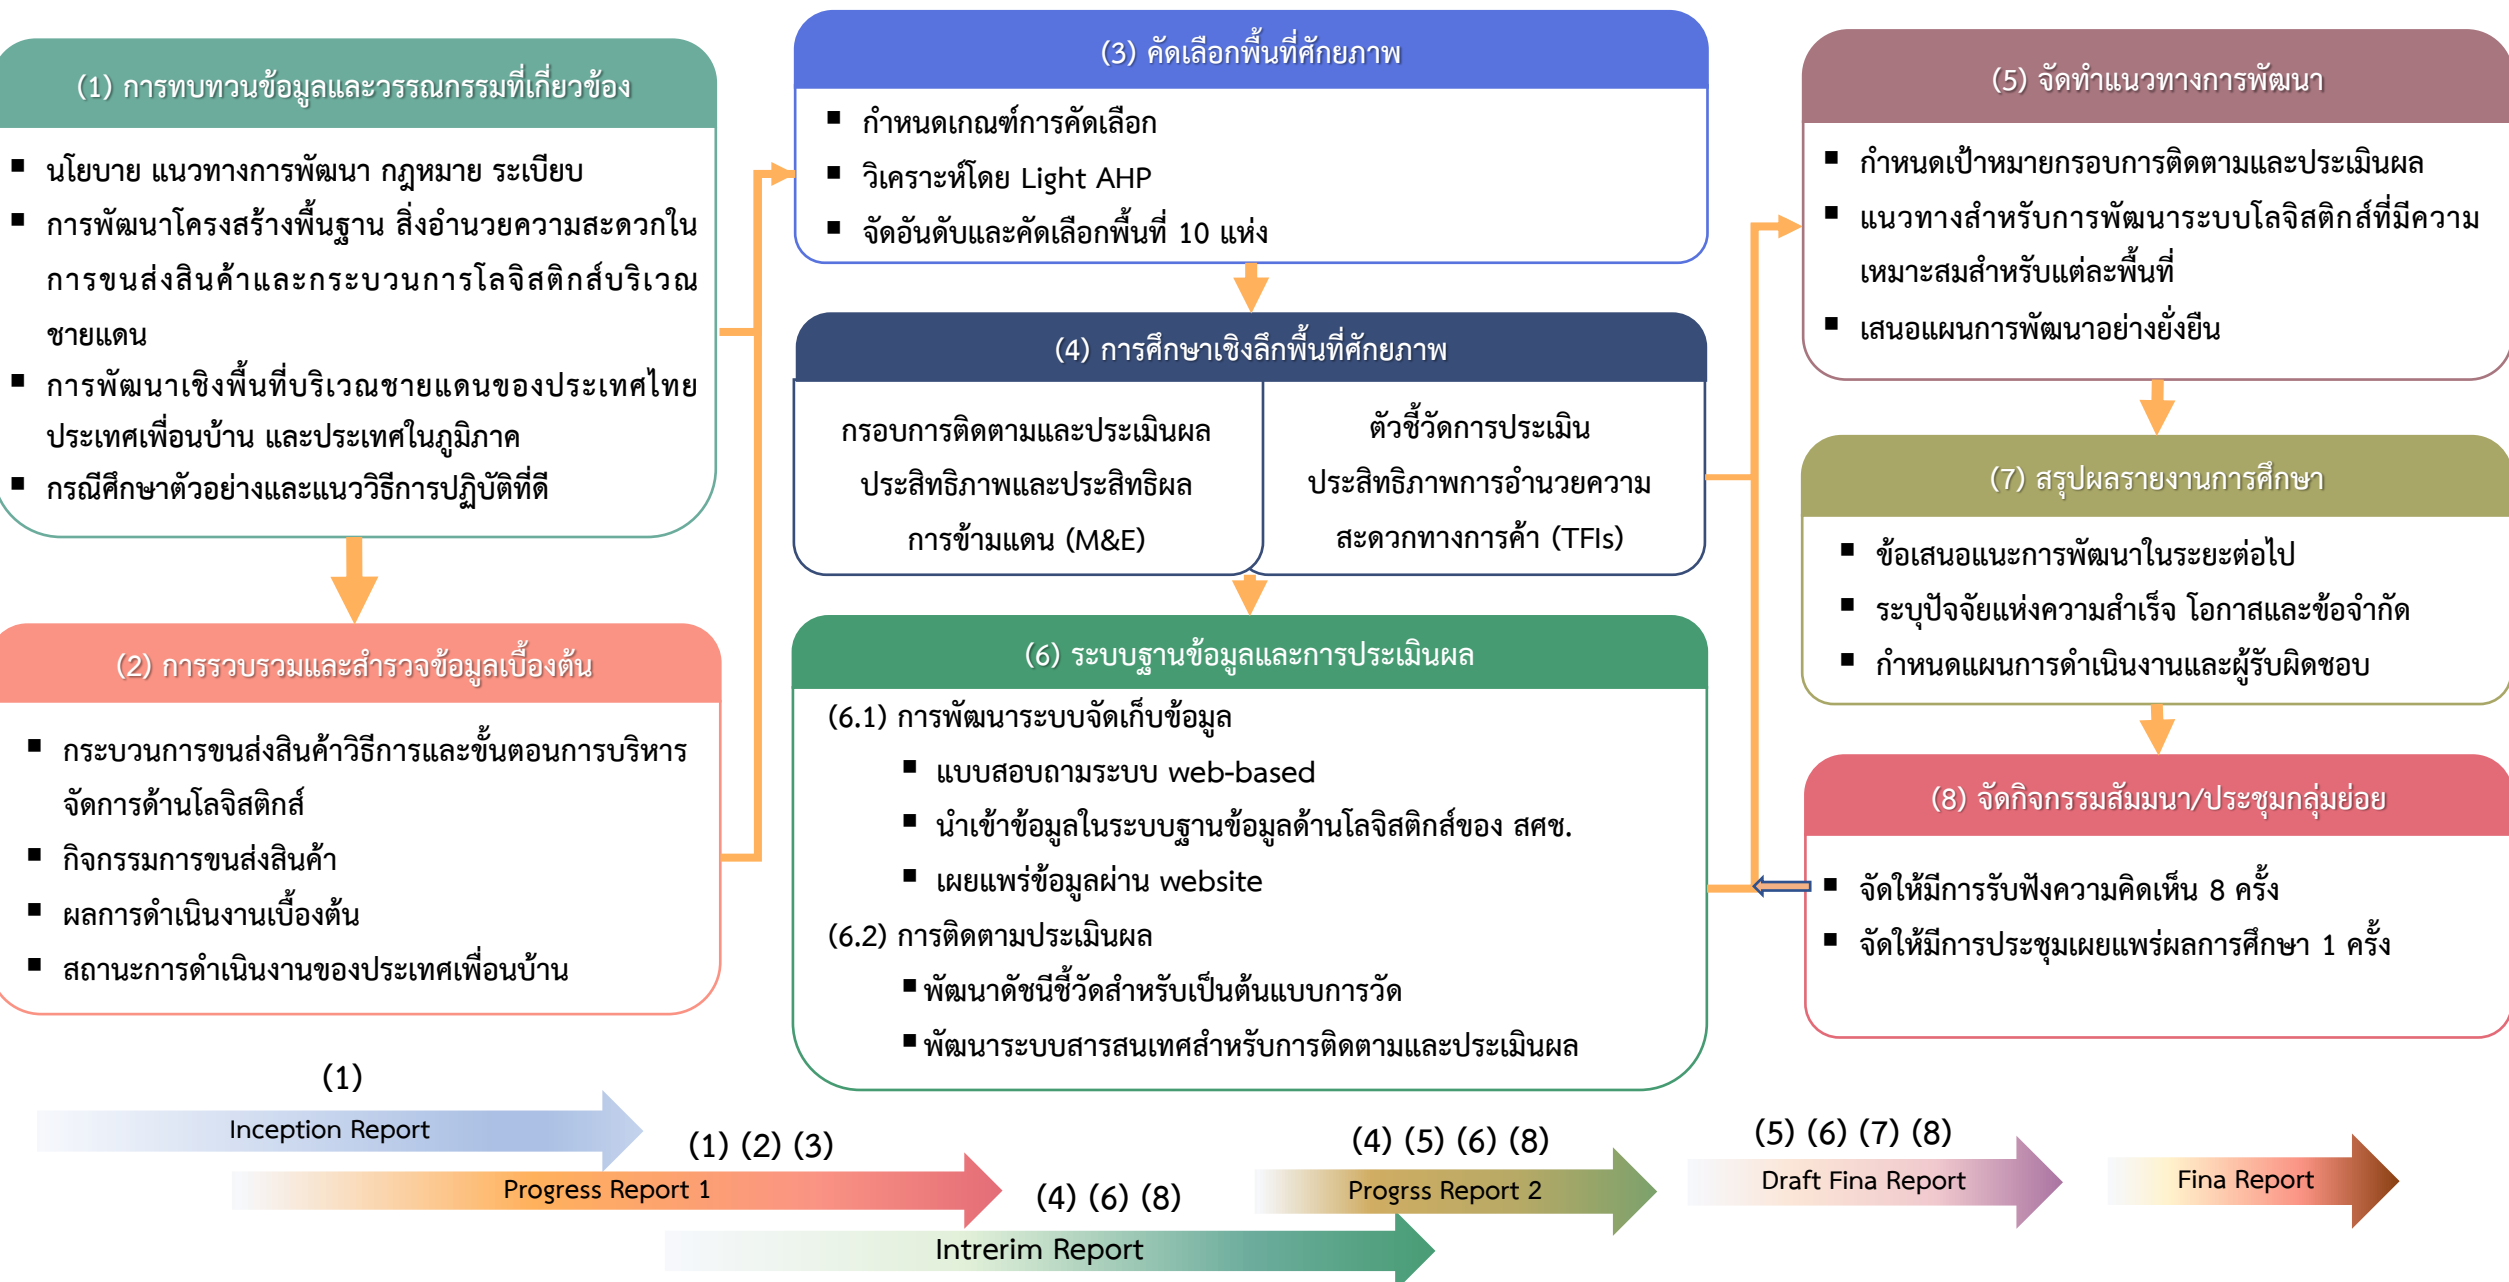 (1) การทบทวนข้อมูลและวรรณกรรมที่เกี่ยวข้อง
▪ นโยบาย แนวทางการพัฒนา กฎหมาย ระเบียบ
▪ การพัฒนาโครงสร้างพื้นฐาน สิ่งอำนวยความสะดวกใน
การขนส่งสินค้าและกระบวนการโลจิสติกส์บริเวณ
ชายแดน
▪ การพัฒนาเชิงพื้นที่บริเวณชายแดนของประเทศไทย
ประเทศเพื่อนบ้าน และประเทศในภูมิภาค
▪ กรณีศึกษาตัวอย่างและแนววิธีการปฏิบัติที่ดี
(2) การรวบรวมและสำรวจข้อมูลเบื้องต้น
▪ กระบวนการขนส่งสินค้าวิธีการและขั้นตอนการบริหาร
จัดการด้านโลจิสติกส์
▪ กิจกรรมการขนส่งสินค้า
▪ ผลการดำเนินงานเบื้องต้น
▪ สถานะการดำเนินงานของประเทศเพื่อนบ้าน
(3) คัดเลือกพื้นที่ศักยภาพ
▪ กำหนดเกณฑ์การคัดเลือก
▪ วิเคราะห์โดย Light AHP
▪ จัดอันดับและคัดเลือกพื้นที่ 10 แห่ง
(4) การศึกษาเชิงลึกพื้นที่ศักยภาพ
กรอบการติดตามและประเมินผล
ประสิทธิภาพและประสิทธิผล
การข้ามแดน (M&E)
ตัวชี้วัดการประเมิน
ประสิทธิภาพการอำนวยความ
สะดวกทางการค้า (TFIs)
(6) ระบบฐานข้อมูลและการประเมินผล
(6.1) การพัฒนาระบบจัดเก็บข้อมูล
▪ แบบสอบถามระบบ web-based
▪ นำเข้าข้อมูลในระบบฐานข้อมูลด้านโลจิสติกส์ของ สศช.
▪ เผยแพร่ข้อมูลผ่าน website
(6.2) การติดตามประเมินผล
▪ พัฒนาดัชนีชี้วัดสำหรับเป็นต้นแบบการวัด
▪ พัฒนาระบบสารสนเทศสำหรับการติดตามและประเมินผล
(5) จัดทำแนวทางการพัฒนา
▪ กำหนดเป้าหมายกรอบการติดตามและประเมินผล
▪ แนวทางสำหรับการพัฒนาระบบโลจิสติกส์ที่มีความ
เหมาะสมสำหรับแต่ละพื้นที่
▪ เสนอแผนการพัฒนาอย่างยั่งยืน
(7) สรุปผลรายงานการศึกษา
▪ ข้อเสนอแนะการพัฒนาในระยะต่อไป
▪ ระบุปัจจัยแห่งความสำเร็จ โอกาสและข้อจำกัด
▪ กำหนดแผนการดำเนินงานและผู้รับผิดชอบ
(8) จัดกิจกรรมสัมมนา/ประชุมกลุ่มย่อย
▪ จัดให้มีการรับฟังความคิดเห็น 8 ครั้ง
▪ จัดให้มีการประชุมเผยแพร่ผลการศึกษา 1 ครั้ง
(1)
Inception Report
(1) (2) (3)
Progress Report 1
(4) (6) (8)
Intrerim Report
(4) (5) (6) (8)
Progrss Report 2
(5) (6) (7) (8)
Draft Fina Report
Fina Report